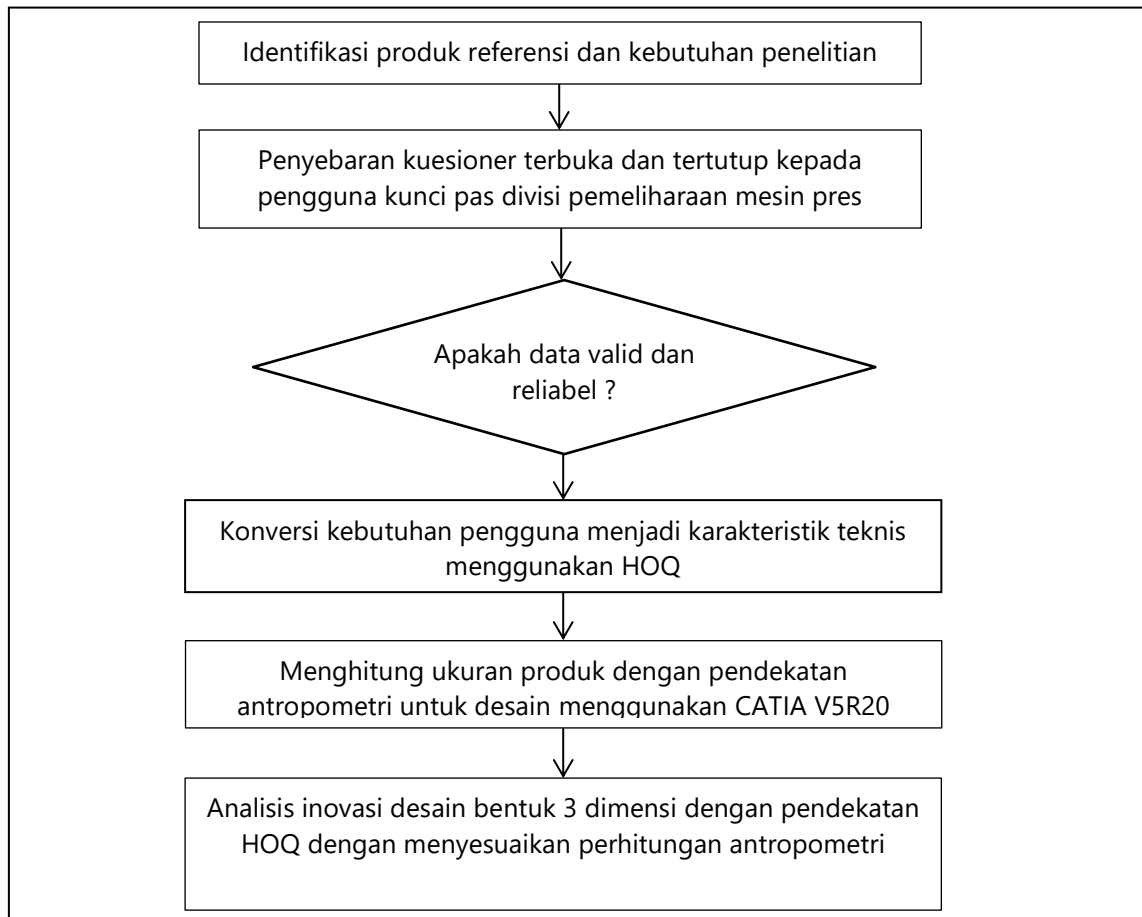 Identifikasi produk referensi dan kebutuhan penelitian
Penyebaran kuesioner terbuka dan tertutup kepada
pengguna kunci pas divisi pemeliharaan mesin pres
Apakah data valid dan
reliabel ?
Konversi kebutuhan pengguna menjadi karakteristik teknis
menggunakan HOQ
Menghitung ukuran produk dengan pendekatan
antropometri untuk desain menggunakan CATIA V5R20
Analisis inovasi desain bentuk 3 dimensi dengan pendekatan
HOQ dengan menyesuaikan perhitungan antropometri